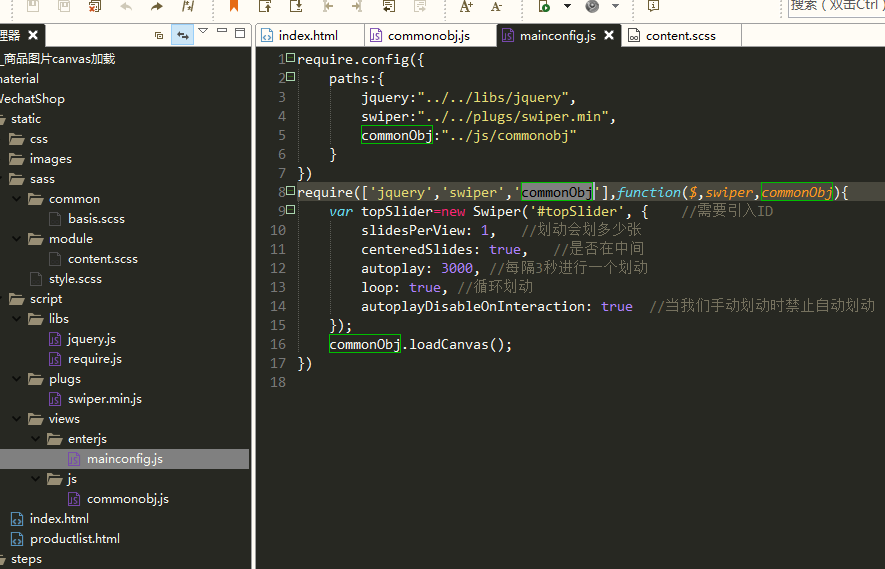 搜索（双击Ctrl
理器
index.html
commonobj.js
mainconfig.js
content.scss
_商品图片canvas加载
material
WechatShop
static
css
images
sass
common
basis.scss
module
content.scss
style.scss
script
libs
jquery.js
require.js
plugs
swiper.min.js
views
enterjs
mainconfig.js
js
commonobj.js
index.html
productlist.html
steps
1 require.config({
2 paths:{
3 jquery:"../../libs/jquery",
4 swiper:"../../plugs/swiper.min",
5 commonObj:"../js/commonobj"
6 }
7 })
8 require(['jquery','swiper','commonObj'],function($,swiper,commonObj){
9 var topSlider=new Swiper('#topSlider', { //需要引入ID
10 slidesPerView: 1, //划动会划多少张
11 centeredSlides: true, //是否在中间
12 autoplay: 3000, //每隔3秒进行一个划动
13 loop: true, //循环划动
14 autoplayDisableOnInteraction: true //当我们手动划动时禁止自动划动
15 });
16 commonObj.loadCanvas();
17 })
18